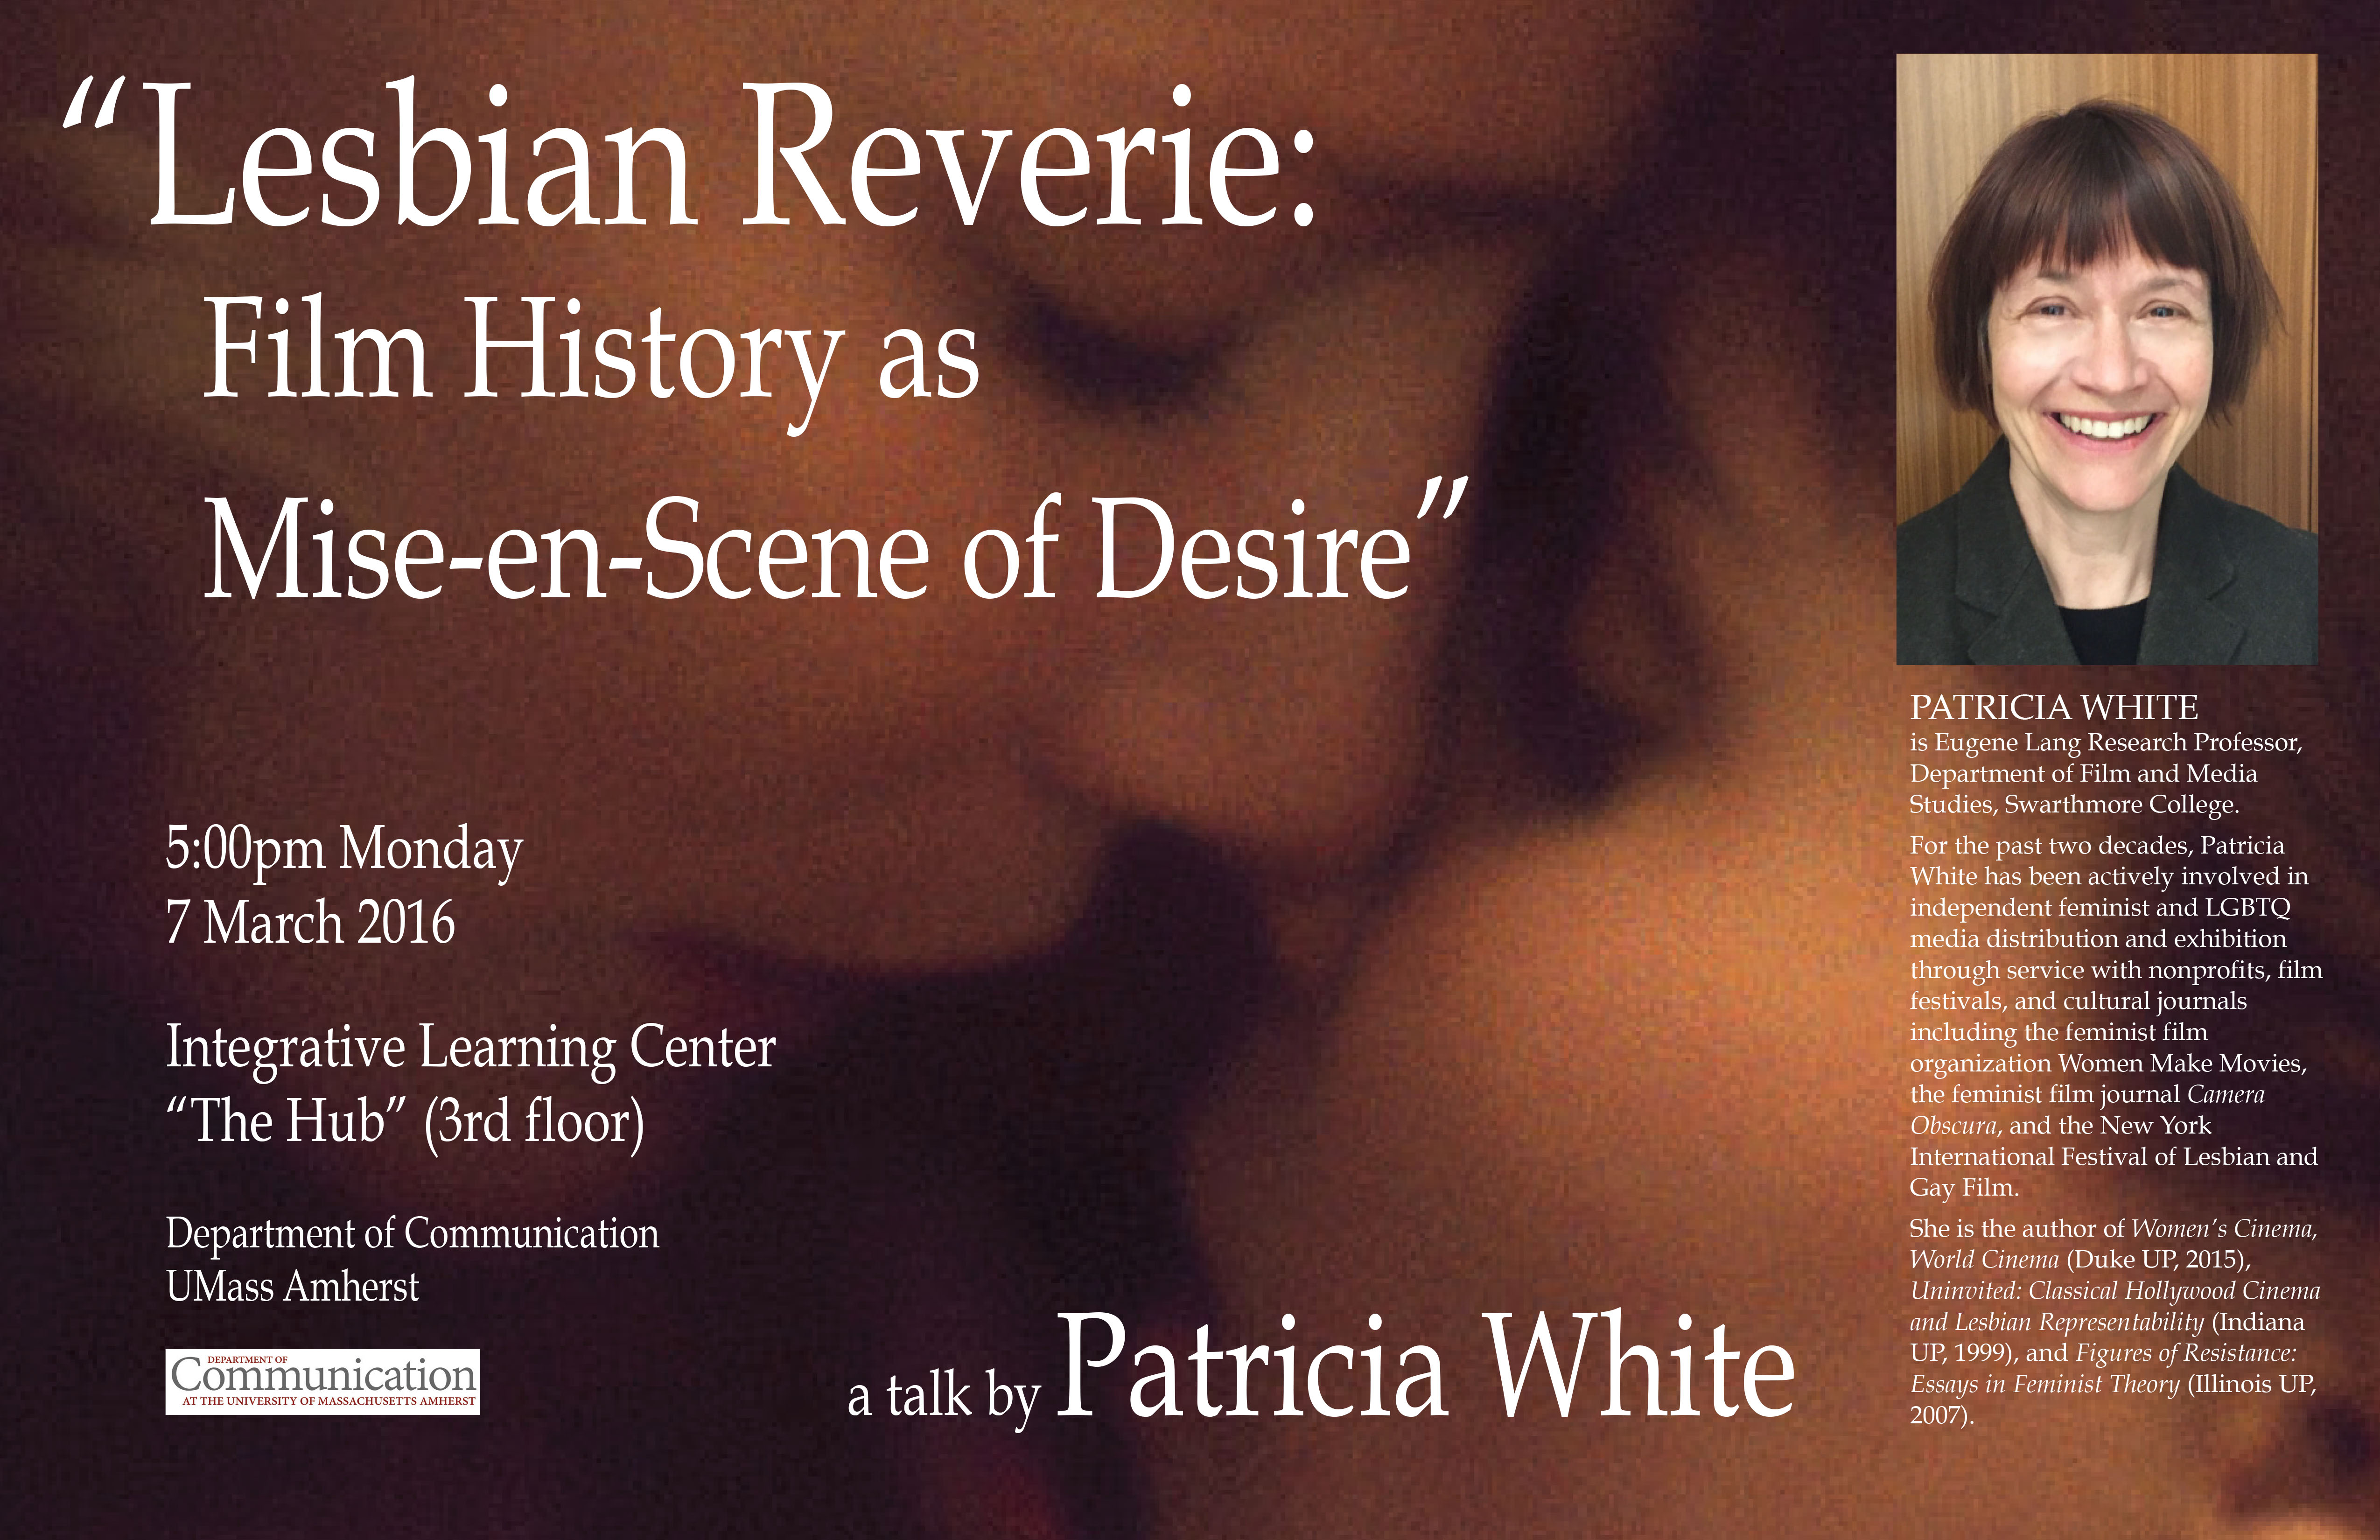 “Lesbian Reverie:
Film History as
Mise-en-Scene of Desire”
5:00pm Monday
7 March 2016
Integrative Learning Center
“The Hub” (3rd floor)
Department of Communication
UMass Amherst
DEPARTMENT OF
Communication
AT THE UNIVERSITY OF MASSACHUSETTS AMHERST
a talk by Patricia White
PATRICIA WHITE
is Eugene Lang Research Professor,
Department of Film and Media
Studies, Swarthmore College.
For the past two decades, Patricia
White has been actively involved in
independent feminist and LGBTQ
media distribution and exhibition
through service with nonprofits, film
festivals, and cultural journals
including the feminist film
organization Women Make Movies,
the feminist film journal Camera
Obscura, and the New York
International Festival of Lesbian and
Gay Film.
She is the author of Women’s Cinema,
World Cinema (Duke UP, 2015),
Uninvited: Classical Hollywood Cinema
and Lesbian Representability (Indiana
UP, 1999), and Figures of Resistance:
Essays in Feminist Theory (Illinois UP,
2007).